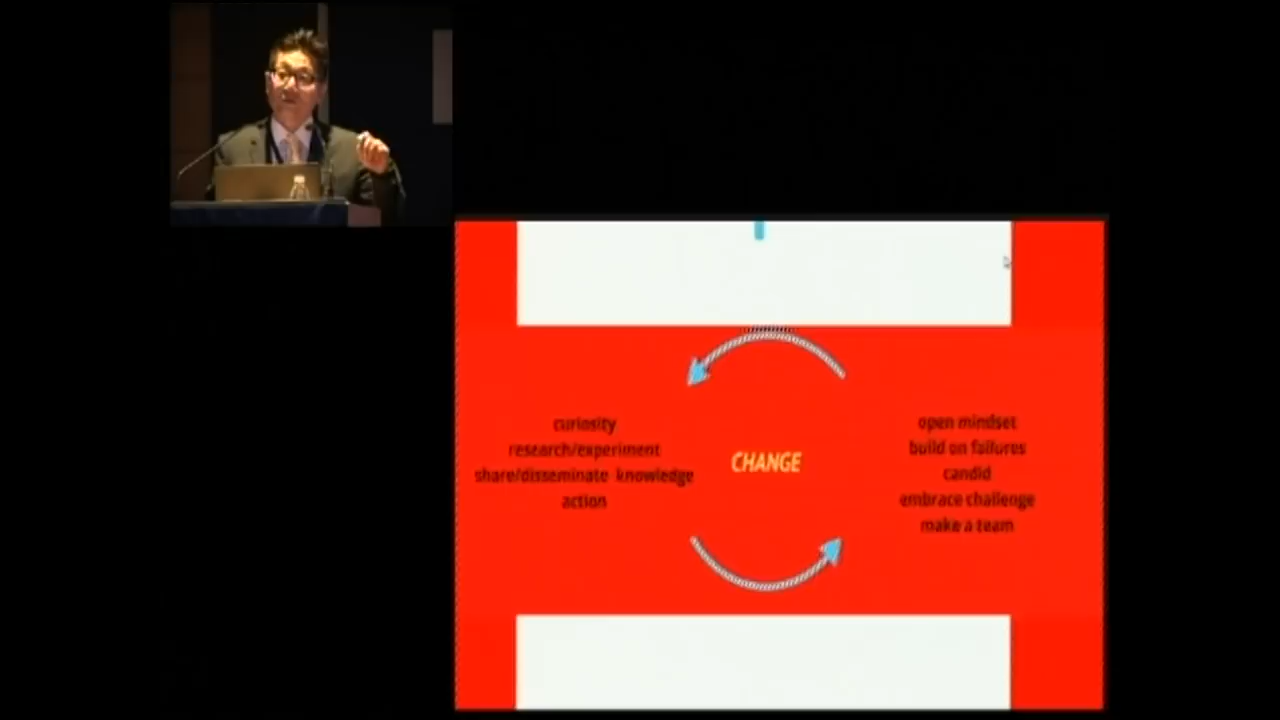 curiosity
research/experiment
share/disseminate knowledge
action
CHANGE
open mindset
build on failures
candid
embrace challenge
make a team